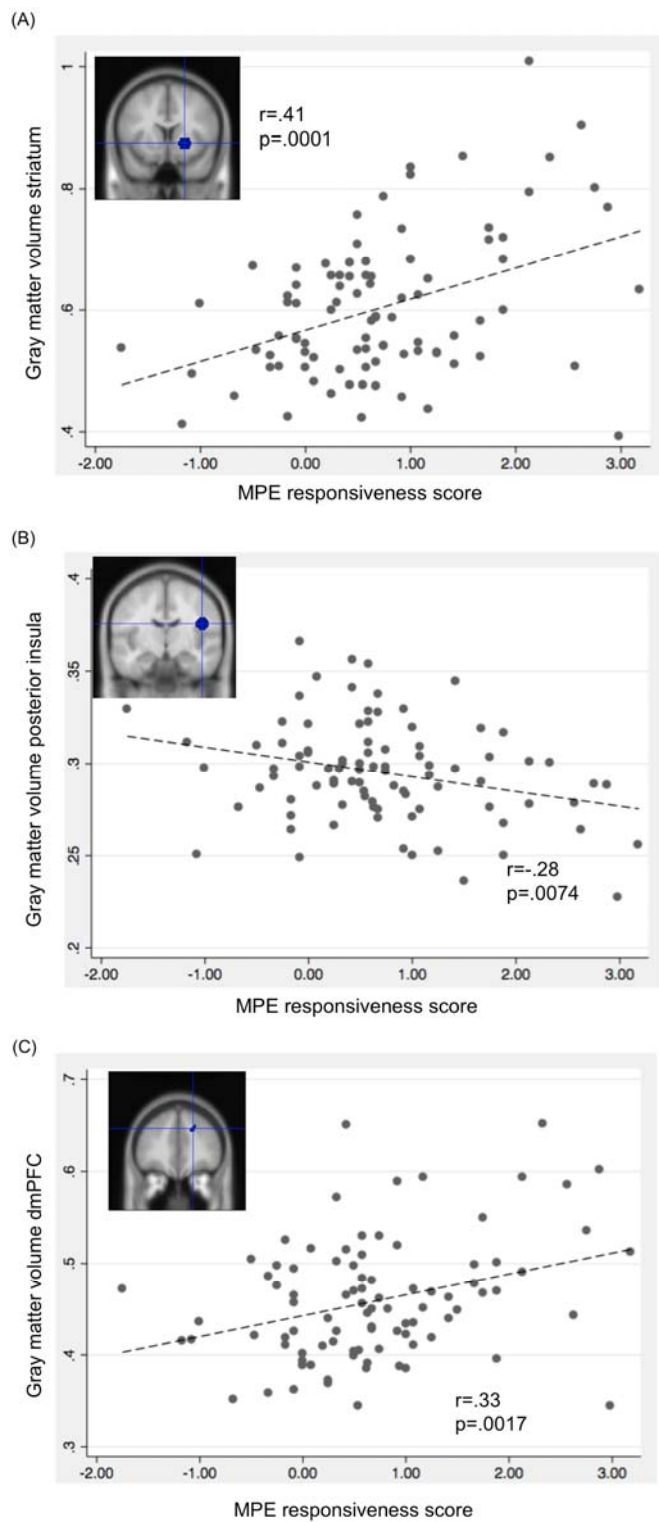 (A)
r=.41
p=.0001
Gray matter volume striatum
1
.8
.6
.4
-2.00 -1.00 0.00 1.00 2.00 3.00
MPE responsiveness score
(B)
Gray matter volume posterior insula
.4
.35
.3
.25
.2
r=-.28
p=.0074
-2.00 -1.00 0.00 1.00 2.00 3.00
MPE responsiveness score
(C)
Gray matter volume dmPFC
.7
.6
.5
.4
.3
r=.33
p=.0017
-2.00 -1.00 0.00 1.00 2.00 3.00
MPE responsiveness score